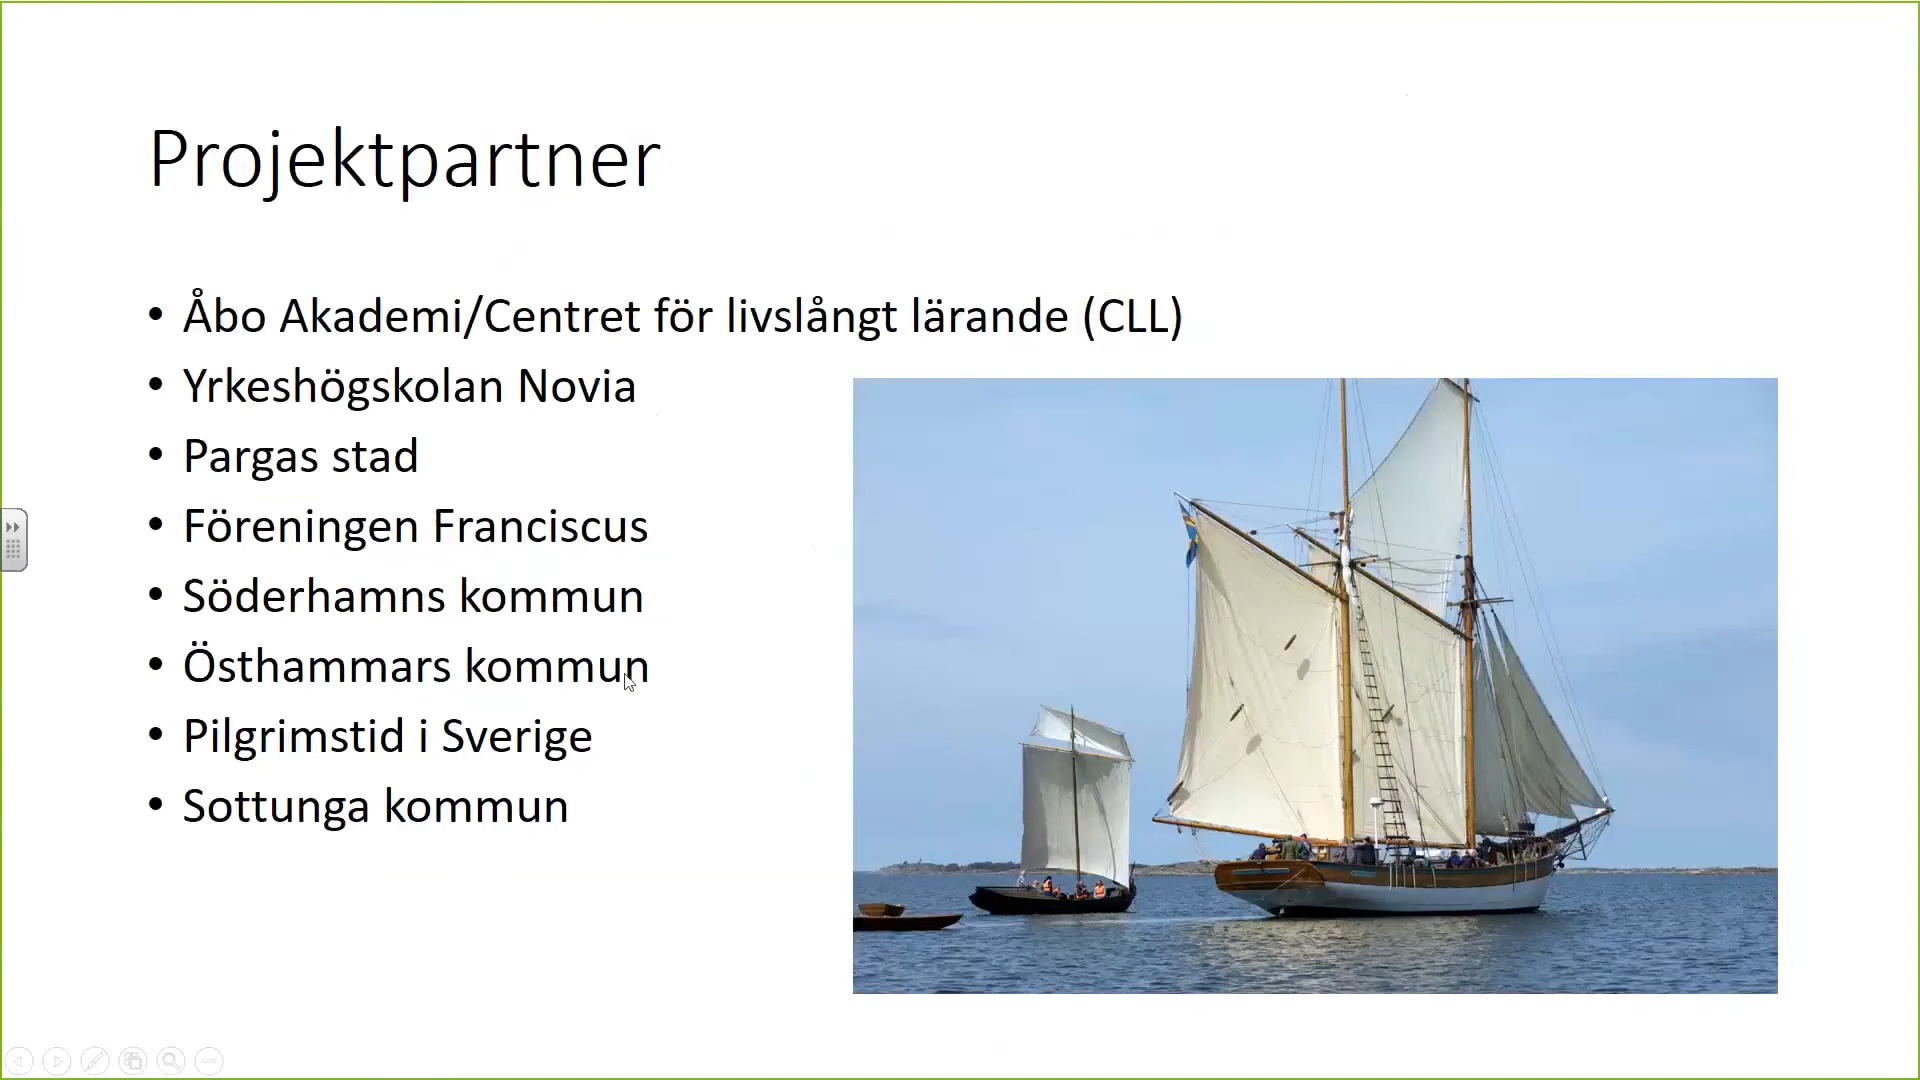 Projektpartner
• Åbo Akademi/Centret för livslångt lärande (CLL)
• Yrkeshögskolan Novia
• Pargas stad
• Föreningen Franciscus
• Söderhamns kommun
• Östhammars kommun
• Pilgrimstid i Sverige
• Sottunga kommun